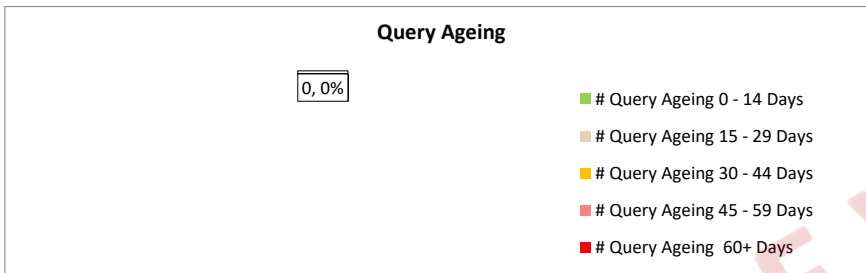 Query Ageing
0, 0%
# Query Ageing 0 - 14 Days
# Query Ageing 15 - 29 Days
# Query Ageing 30 - 44 Days
# Query Ageing 45 - 59 Days
# Query Ageing  60+ Days